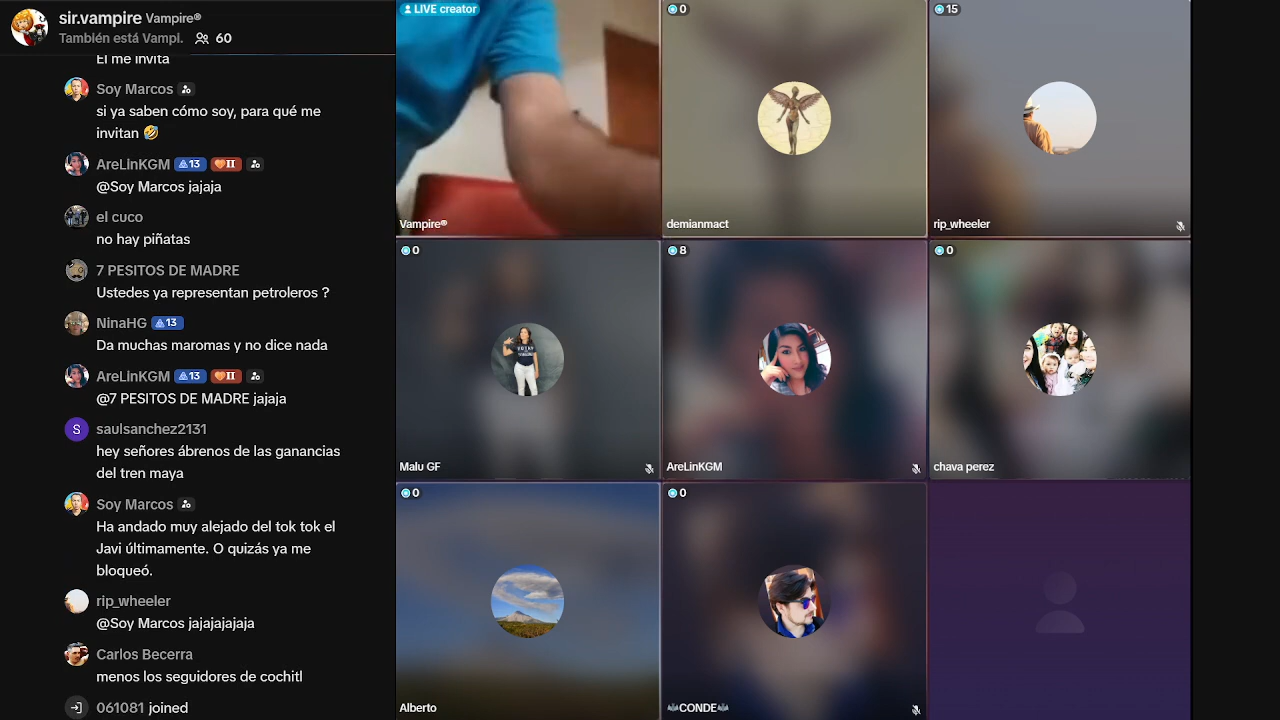 sir.vampire Vampire®
También está Vampi. 60
El me invita
Soy Marcos
si ya saben cómo soy, para qué me
invitan 🤣
AreLinKGM 13 II
@Soy Marcos jajaja
el cuco
no hay piñatas
7 PESITOS DE MADRE
Ustedes ya representan petroleros ?
NinaHG 13
Da muchas maromas y no dice nada
AreLinKGM 13 II
@7 PESITOS DE MADRE jajaja
S saulsanchez2131
hey señores ábrenos de las ganancias
del tren maya
Soy Marcos
Ha andado muy alejado del tok tok el
Javi últimamente. O quizás ya me
bloqueó.
rip_wheeler
@Soy Marcos jajajajajaja
Carlos Becerra
menos los seguidores de cochitl
061081 joined
LIVE creator
Vampire®
0
demianmact
15
rip_wheeler
0
Malu GF
8
AreLinKGM
0
chava perez
0
Alberto
0
🦇CONDE🦇